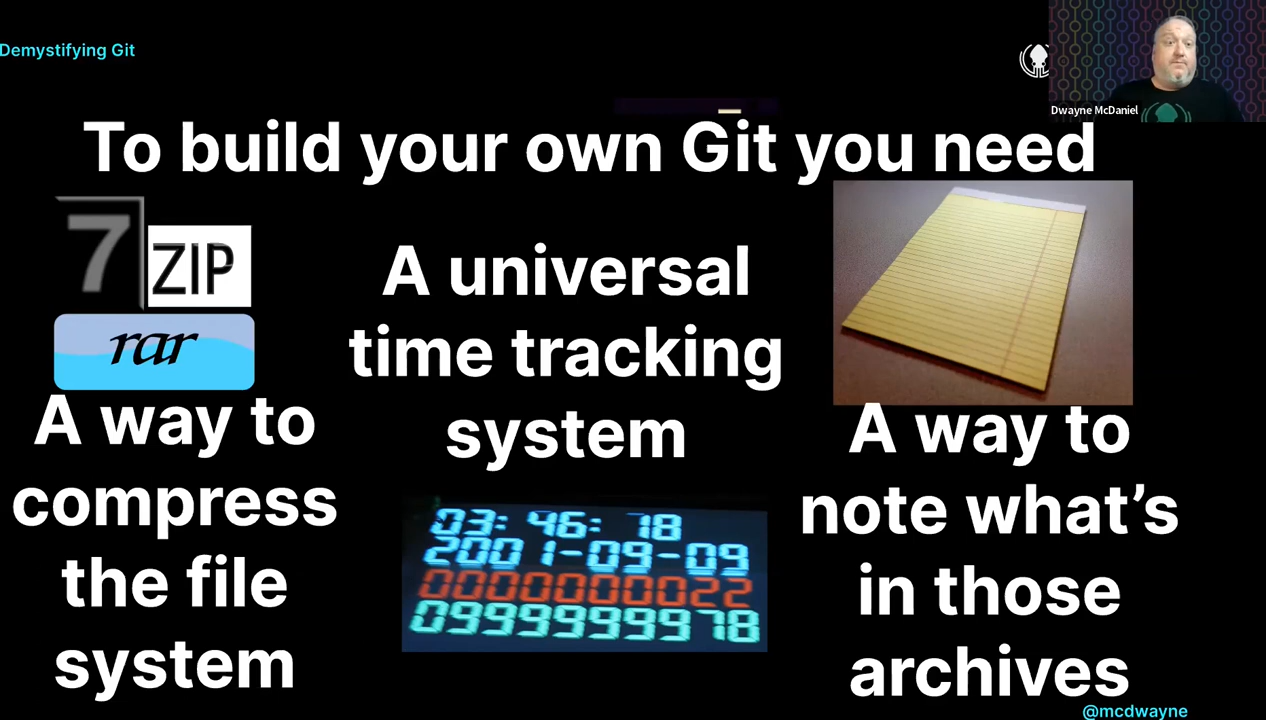 Demystifying Git
Dwayne McDaniel
To build your own Git you need
7
ZIP
rar
A way to
compress
the file
system
A universal
time tracking
system
03: 46: 18
2001-09-09
0000000022
0999999978
A way to
note what’s
in those
archives
@mcdwayne